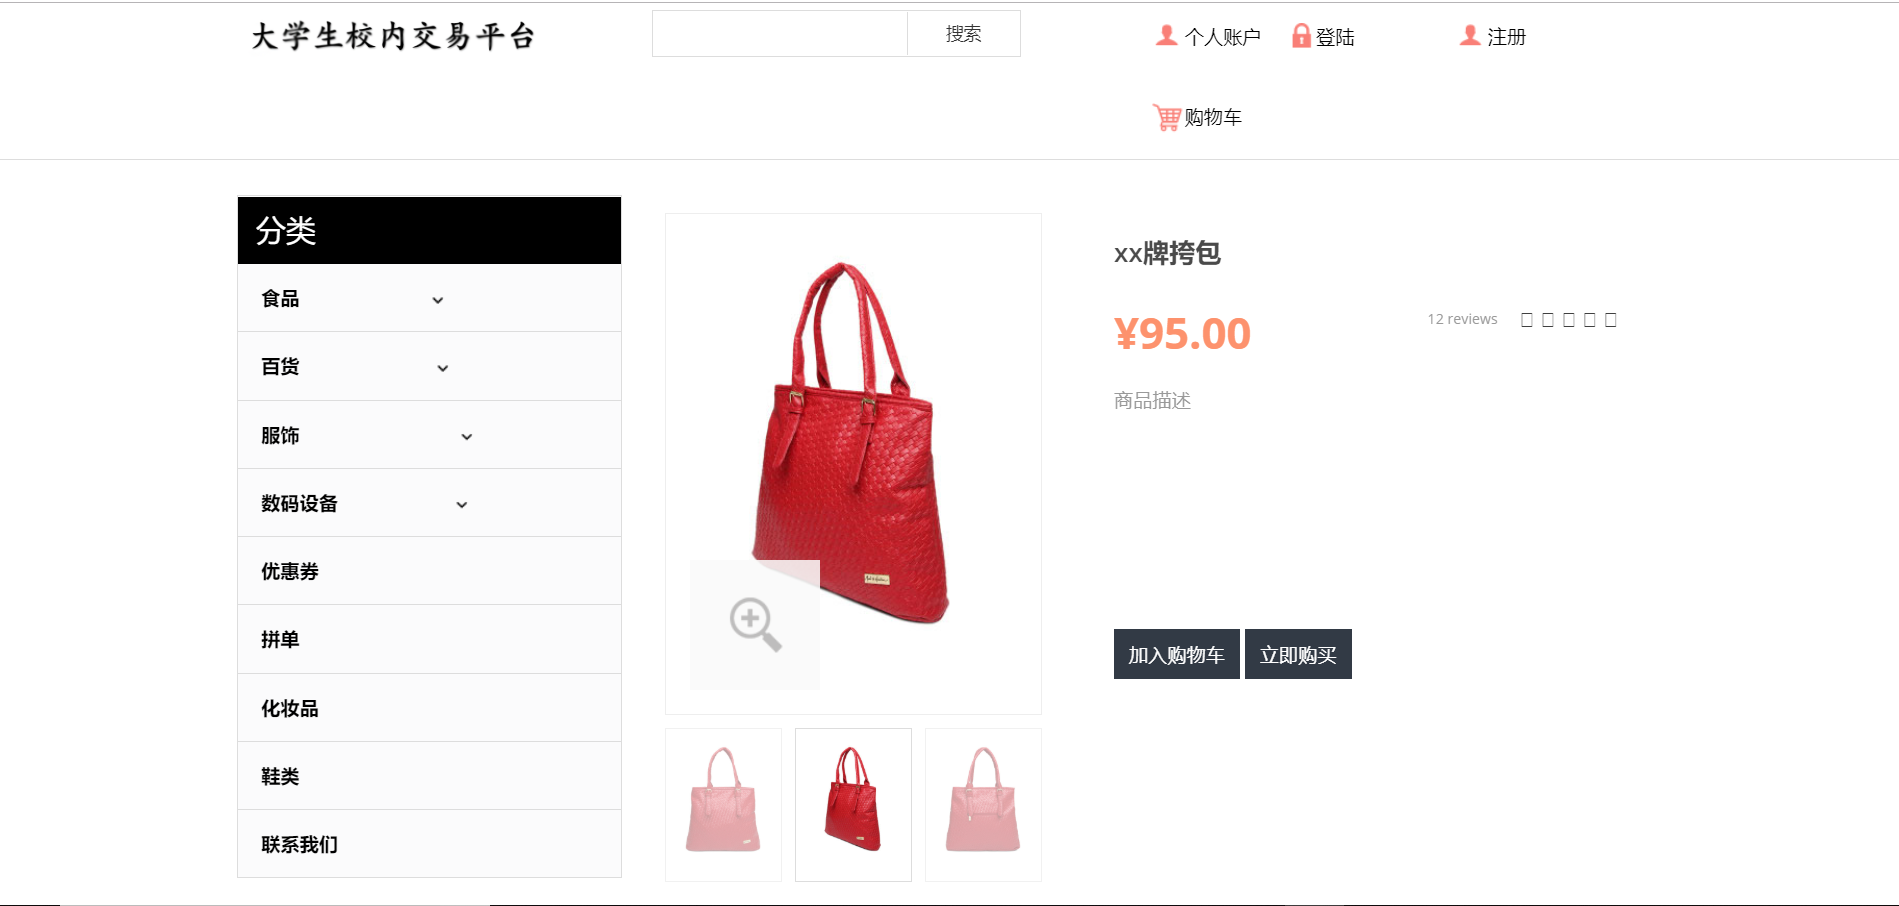 大学生校内交易平台
搜索
个人账户
登陆
注册
购物车
分类
食品
百货
服饰
数码设备
优惠券
拼单
化妆品
鞋类
联系我们
xx牌挎包
¥95.00
12 reviews
商品描述
加入购物车
立即购买